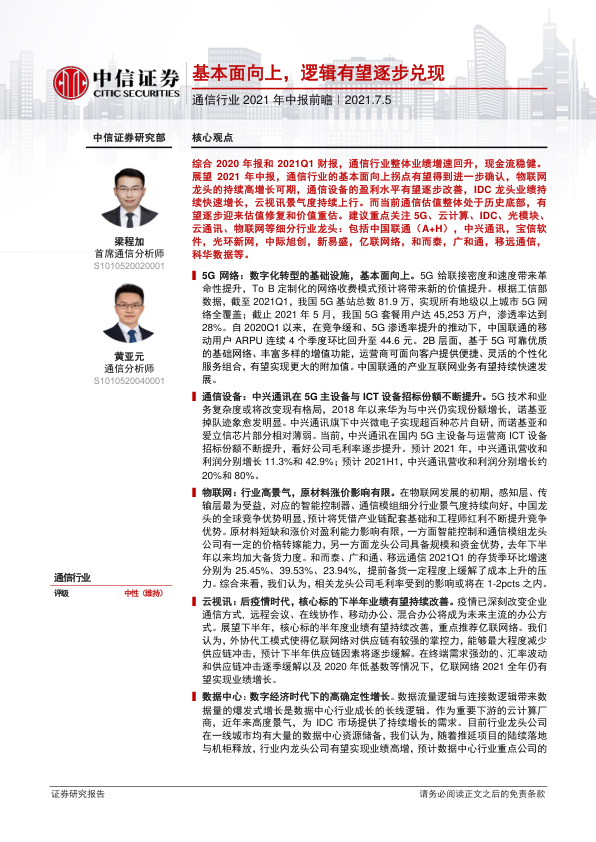 中信证券
CITIC SECURITIES
基本面向上，逻辑有望逐步兑现
通信行业 2021 年中报前瞻｜2021.7.5
中信证券研究部
梁程加
首席通信分析师
S1010520020001
黄亚元
通信分析师
S1010520040001
通信行业
评级 中性（维持）
核心观点
综合 2020 年报和 2021Q1 财报，通信行业整体业绩增速回升，现金流稳健。
展望 2021 年中报，通信行业的基本面向上拐点有望得到进一步确认，物联网
龙头的持续高增长可期，通信设备的盈利水平有望逐步改善，IDC 龙头业绩持
续快速增长，云视讯景气度持续上行。而当前通信估值整体处于历史底部，有
望逐步迎来估值修复和价值重估。建议重点关注 5G、云计算、IDC、光模块、
云通讯、物联网等细分行业龙头：包括中国联通（A+H），中兴通讯，宝信软
件，光环新网，中际旭创，新易盛，亿联网络，和而泰，广和通，移远通信，
科华数据等。
5G 网络：数字化转型的基础设施，基本面向上。5G 给联接密度和速度带来革
命性提升，To B 定制化的网络收费模式预计将带来新的价值提升。根据工信部
数据，截至 2021Q1，我国 5G 基站总数 81.9 万，实现所有地级以上城市 5G 网
络全覆盖；截止 2021 年 5 月，我国 5G 套餐用户达 45,253 万户，渗透率达到
28%。自 2020Q1 以来，在竞争缓和、5G 渗透率提升的推动下，中国联通的移
动用户 ARPU 连续 4 个季度环比回升至 44.6 元。2B 层面，基于 5G 可靠优质
的基础网络、丰富多样的增值功能，运营商可面向客户提供便捷、灵活的个性化
服务组合，有望实现更大的附加值。中国联通的产业互联网业务有望持续快速发
展。
通信设备：中兴通讯在 5G 主设备与 ICT 设备招标份额不断提升。5G 技术和业
务复杂度或将改变现有格局，2018 年以来华为与中兴仍实现份额增长，诺基亚
掉队迹象愈发明显。中兴通讯旗下中兴微电子实现超百种芯片自研，而诺基亚和
爱立信芯片部分相对薄弱。当前，中兴通讯在国内 5G 主设备与运营商 ICT 设备
招标份额不断提升，看好公司毛利率逐步提升。预计 2021 年，中兴通讯营收和
利润分别增长 11.3%和 42.9%；预计 2021H1，中兴通讯营收和利润分别增长约
20%和 80%。
物联网：行业高景气，原材料涨价影响有限。在物联网发展的初期，感知层、传
输层最为受益，对应的智能控制器、通信模组细分行业景气度持续向好，中国龙
头的全球竞争优势明显，预计将凭借产业链配套基础和工程师红利不断提升竞争
优势。原材料短缺和涨价对盈利能力影响有限，一方面智能控制和通信模组龙头
公司有一定的价格转嫁能力，另一方面龙头公司具备规模和资金优势，去年下半
年以来均加大备货力度。和而泰、广和通、移远通信 2021Q1 的存货季环比增速
分别为 25.45%、39.53%、23.94%，提前备货一定程度上缓解了成本上升的压
力。综合来看，我们认为，相关龙头公司毛利率受到的影响或将在 1-2pcts 之内。
云视讯：后疫情时代，核心标的下半年业绩有望持续改善。疫情已深刻改变企业
通信方式，远程会议、在线协作、移动办公、混合办公将成为未来主流的办公方
式。展望下半年，核心标的半年度业绩有望持续改善，重点推荐亿联网络。我们
认为，外协代工模式使得亿联网络对供应链有较强的掌控力，能够最大程度减少
供应链冲击，预计下半年供应链因素将逐步缓解。在终端需求强劲的、汇率波动
和供应链冲击逐季缓解以及 2020 年低基数等情况下，亿联网络 2021 全年仍有
望实现业绩增长。
数据中心：数字经济时代下的高确定性增长。数据流量逻辑与连接数逻辑带来数
据量的爆发式增长是数据中心行业成长的长线逻辑。作为重要下游的云计算厂
商，近年来高度景气，为 IDC 市场提供了持续增长的需求。目前行业龙头公司
在一线城市均有大量的数据中心资源储备，我们认为，随着推延项目的陆续落地
与机柜释放，行业内龙头公司有望实现业绩高增，预计数据中心行业重点公司的
证券研究报告
请务必阅读正文之后的免责条款